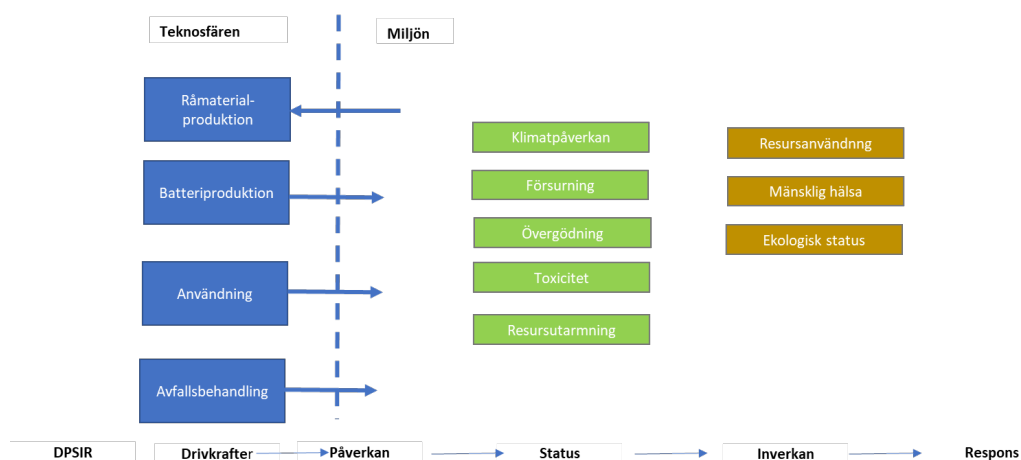 Teknosfären
Miljön
Råmaterial-
produktion
Batteriproduktion
Användning
Avfallsbehandling
Klimatpåverkan
Försurning
Övergödning
Toxicitet
Resursutarmning
Resursanvändnng
Mänsklig hälsa
Ekologisk status
DPSIR
Drivkrafter
Påverkan
Status
Inverkan
Respons